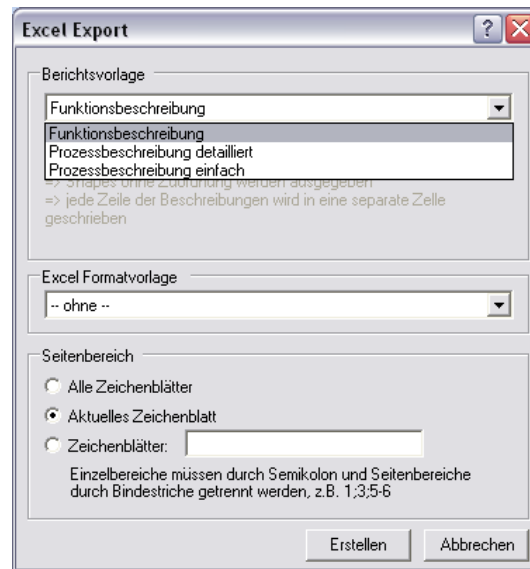 Excel Export
Berichtsvorlage
Funktionsbeschreibung
Funktionsbeschreibung
Prozessbeschreibung detailliert
Prozessbeschreibung einfach
=> Shapes ohne Zuordnung werden ausgegeben
=> jede Zeile der Beschreibungen wird in eine separate Zelle
geschrieben
Excel Formatvorlage
-- ohne --
Seitenbereich
Alle Zeichenblätter
Aktuelles Zeichenblatt
Zeichenblätter:
Einzelbereiche müssen durch Semikolon und Seitenbereiche
durch Bindestriche getrennt werden, z.B. 1;3;5-6
Erstellen
Abbrechen